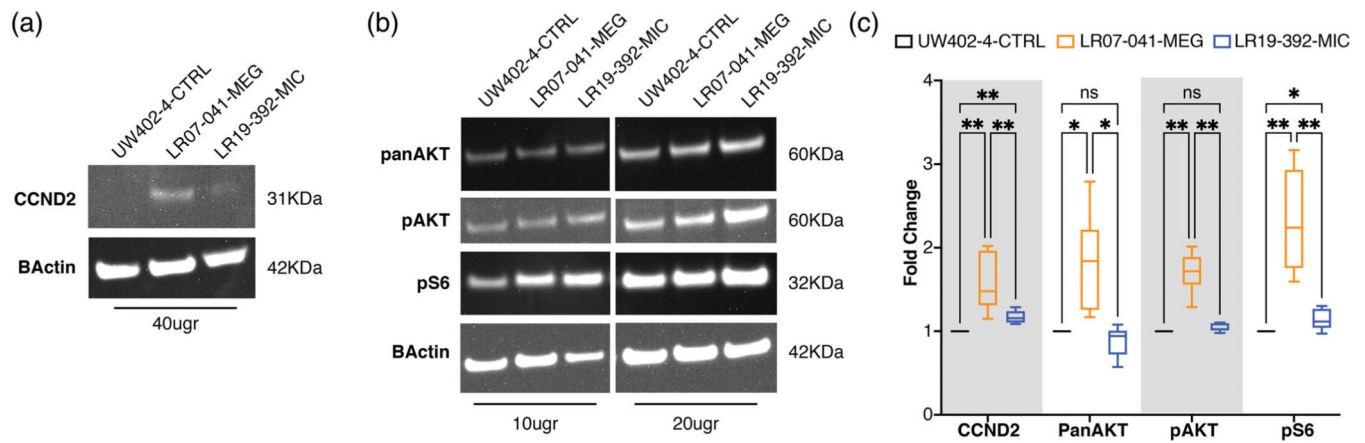 (a)
UW402-4-CTRL
LR07-041-MEG
LR19-392-MIC
CCND2
31KDa
BActin
42KDa
40ugr
(b)
UW402-4-CTRL
LR07-041-MEG
LR19-392-MIC
UW402-4-CTRL
LR07-041-MEG
LR19-392-MIC
panAKT
60KDa
pAKT
60KDa
pS6
32KDa
BActin
42KDa
10ugr
20ugr
(c)
UW402-4-CTRL LR07-041-MEG LR19-392-MIC
Fold Change
4
3
2
1
0
** ns ns *
** ** * * ** ** ** **
CCND2 PanAKT pAKT pS6